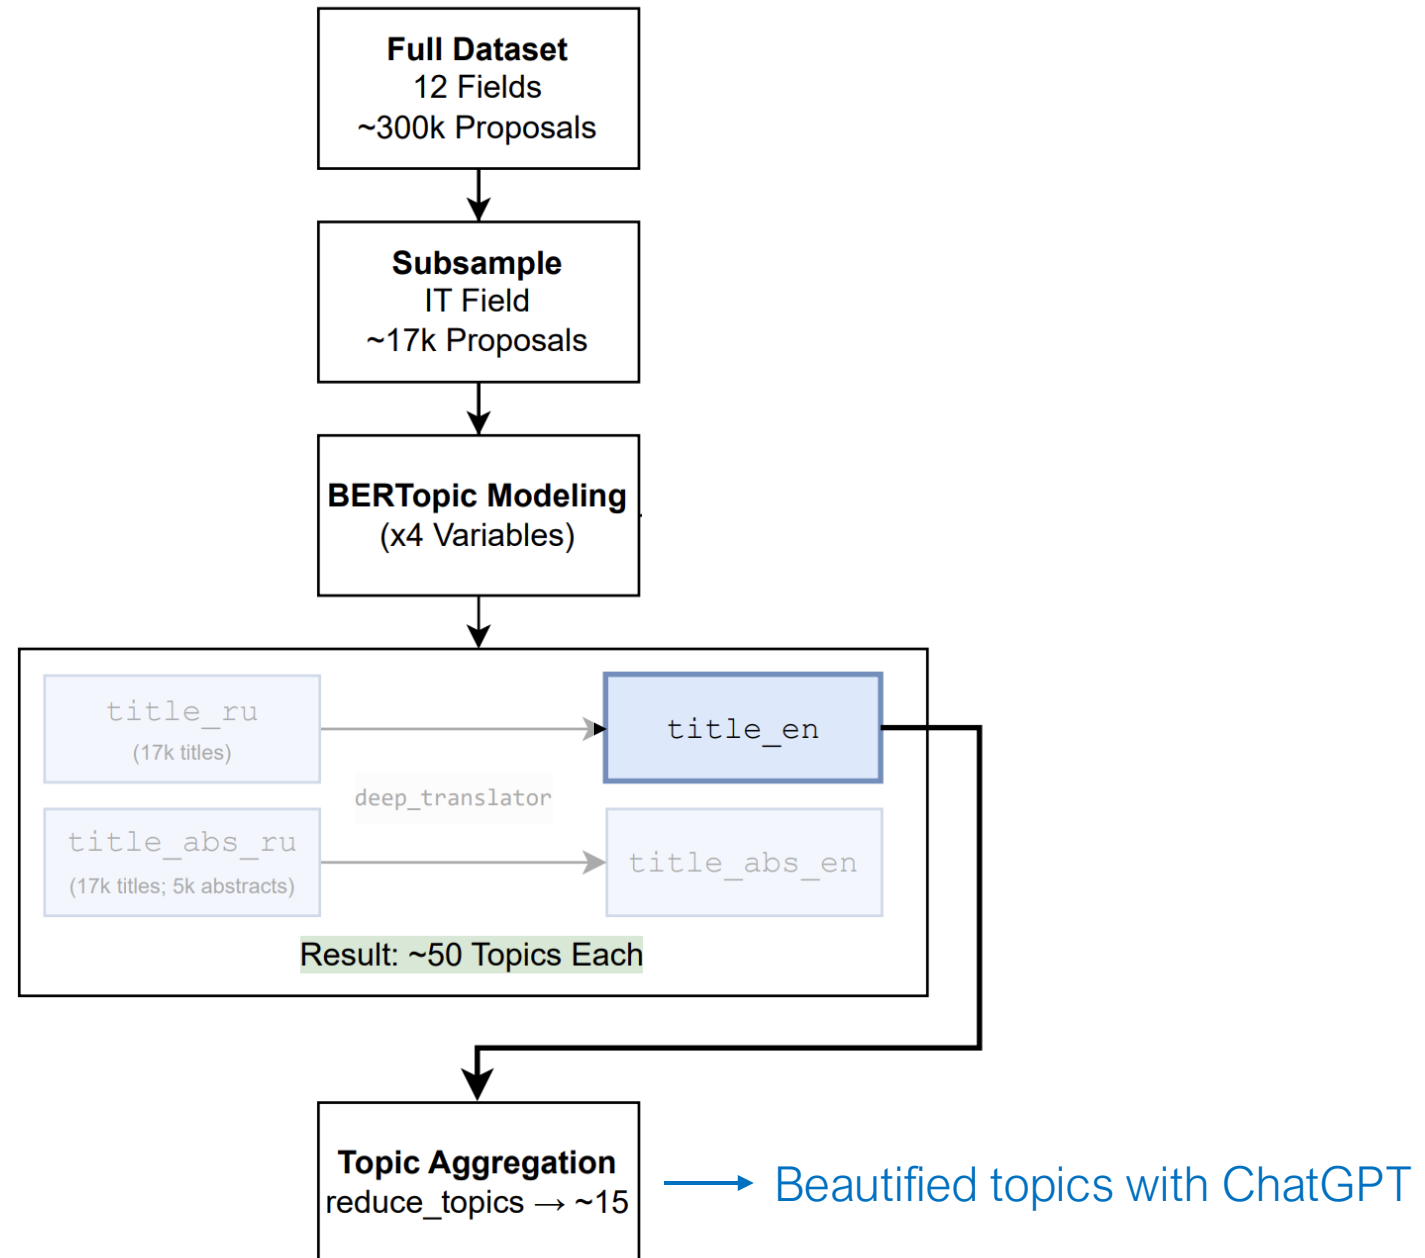 Full Dataset
12 Fields
~300k Proposals
Subsample
IT Field
~17k Proposals
BERTopic Modeling
(x4 Variables)
title_ru
(17k titles)
title_en
deep_translator
title_abs_ru
(17k titles; 5k abstracts)
title_abs_en
Result: ~50 Topics Each
Topic Aggregation
reduce_topics → ~15
Beautified topics with ChatGPT